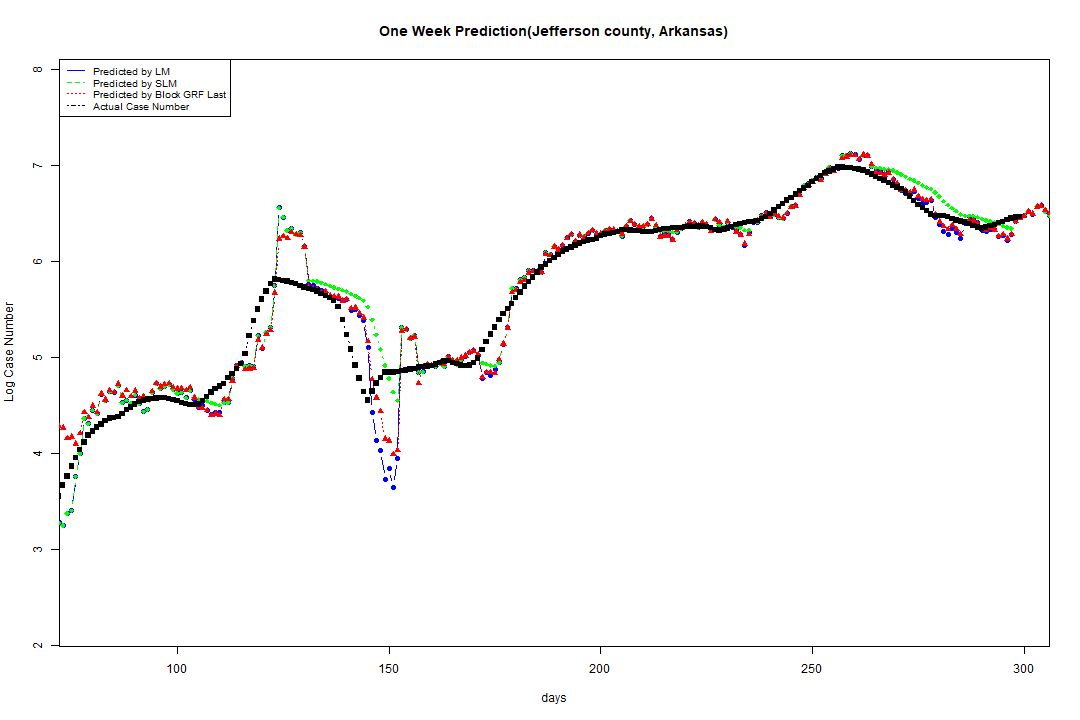 One Week Prediction(Jefferson county, Arkansas)
Predicted by LM
Predicted by SLM
Predicted by Block GRF Last
Actual Case Number
8
7
6
5
4
3
2
Log Case Number
100 150 200 250 300
days